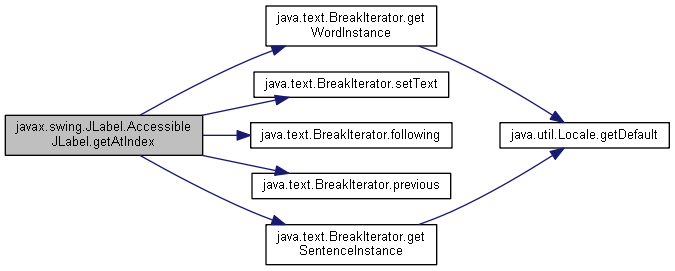 java.text.BreakIterator.get
WordInstance
java.text.BreakIterator.setText
javax.swing.JLabel.Accessible
JLabel.getAtIndex
java.text.BreakIterator.following
java.util.Locale.getDefault
java.text.BreakIterator.previous
java.text.BreakIterator.get
SentenceInstance